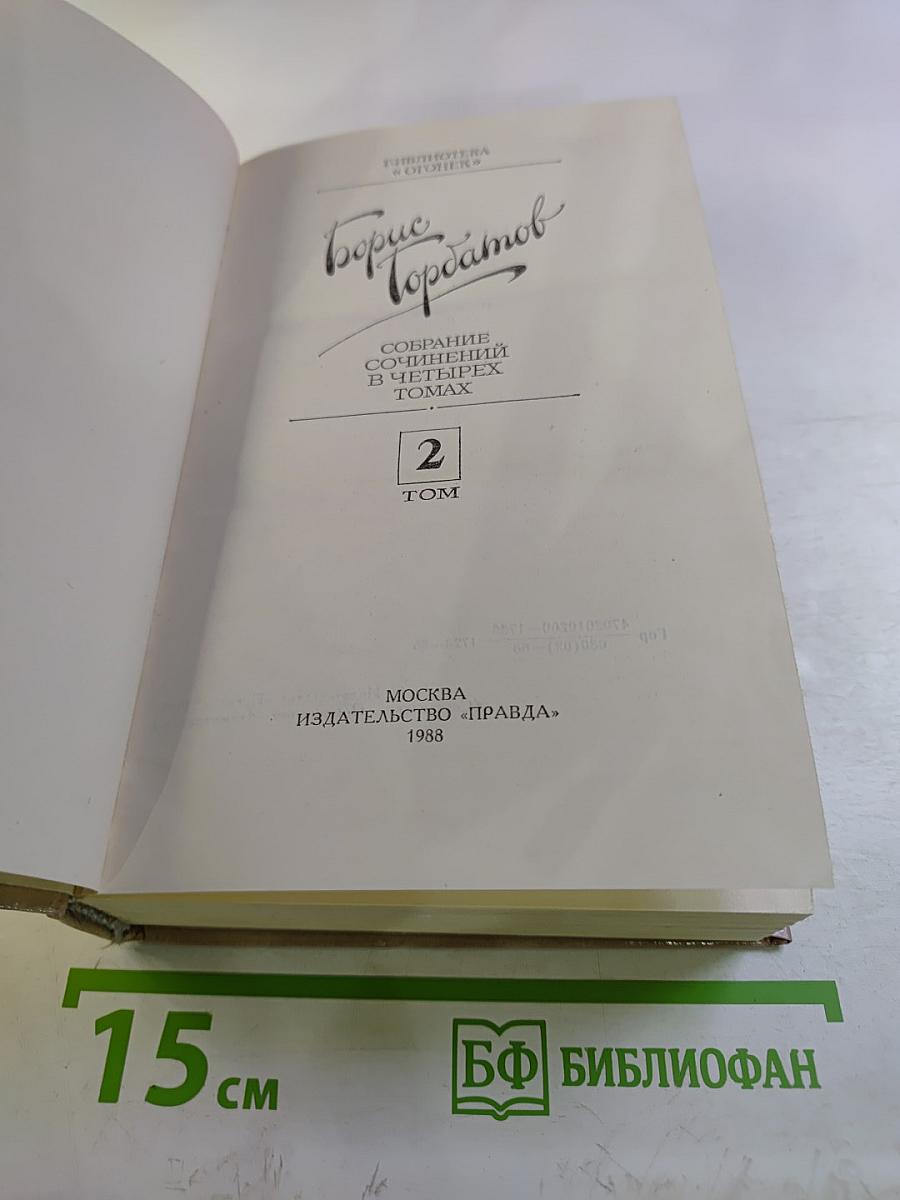 БИБЛИОТЕКА
«ОГОНЕК»
Борис
Горбатов
СОБРАНИЕ
СОЧИНЕНИЙ
В ЧЕТЫРЕХ
ТОМАХ
2
ТОМ
МОСКВА
ИЗДАТЕЛЬСТВО «ПРАВДА»
1988
15 см
БФ БИБЛИОФАН